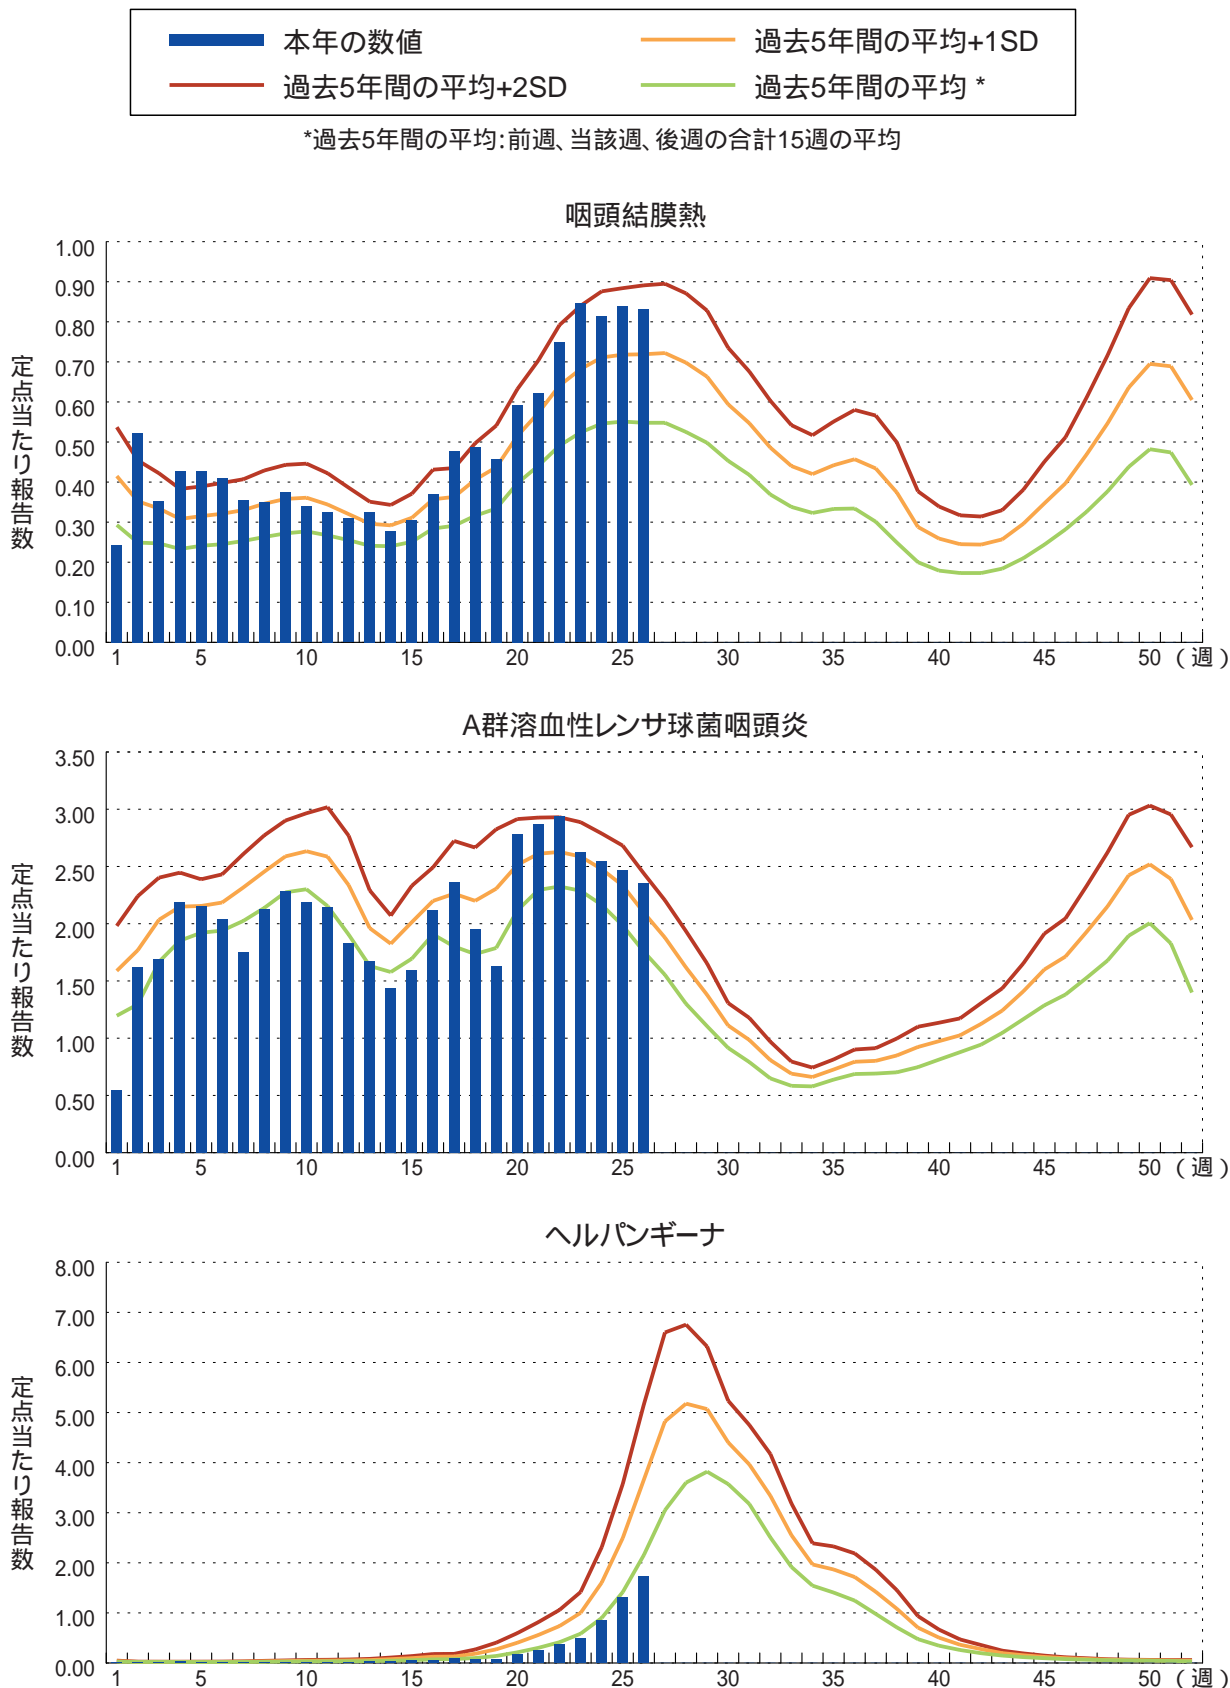 本年の数値
過去5年間の平均+1SD
過去5年間の平均+2SD
過去5年間の平均 *
*過去5年間の平均:前週、当該週、後週の合計15週の平均
咽頭結膜熱
定点当たり報告数
1.00
0.90
0.80
0.70
0.60
0.50
0.40
0.30
0.20
0.10
0.00
1 5 10 15 20 25 30 35 40 45 50 (週)
A群溶血性レンサ球菌咽頭炎
定点当たり報告数
3.50
3.00
2.50
2.00
1.50
1.00
0.50
0.00
1 5 10 15 20 25 30 35 40 45 50 (週)
ヘルパンギーナ
定点当たり報告数
8.00
7.00
6.00
5.00
4.00
3.00
2.00
1.00
0.00
1 5 10 15 20 25 30 35 40 45 50 (週)